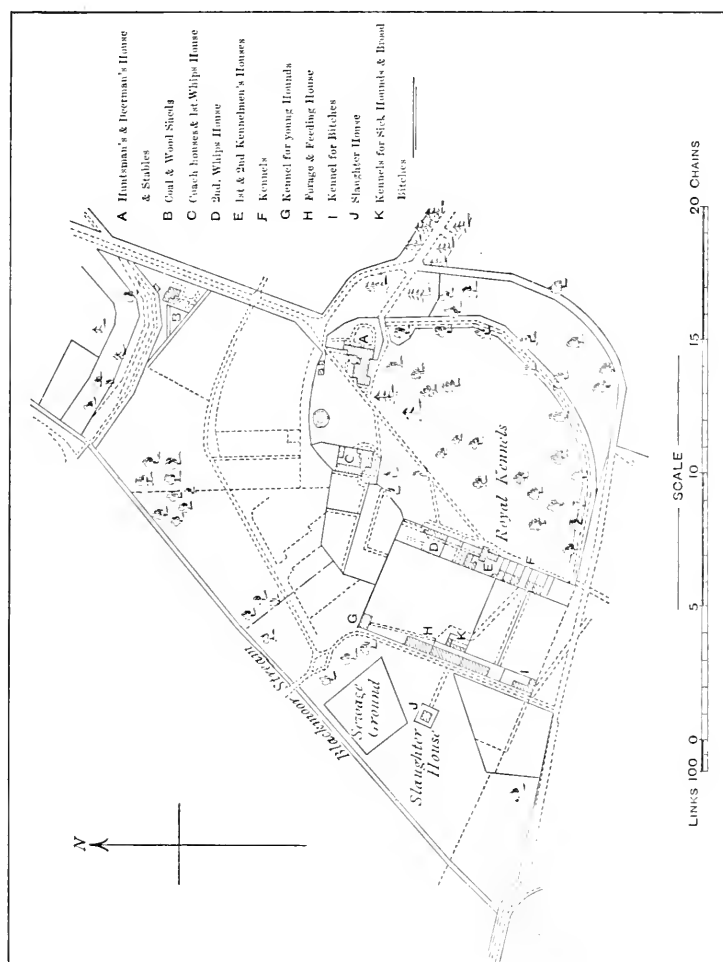 N
A Huntsman's & Deerman's House
& Stables
B Coal & Wood Sheds
C Coach houses & 1st. Whips House
D 2nd. Whips House
E 1st & 2nd Kennelmen's Houses
F Kennels
G Kennel for young Hounds
H Forage & Feeding House
I Kennel for Bitches
J Slaughter House
K Kennels for Sick Hounds & Brood
Bitches
Blackmoor Stream
Sewage
Ground
Slaughter
House
Royal Kennels
A
B
C
D
E
F
G
H
I
J
K
SCALE
LINKS 100 0 5 10 15 20 CHAINS